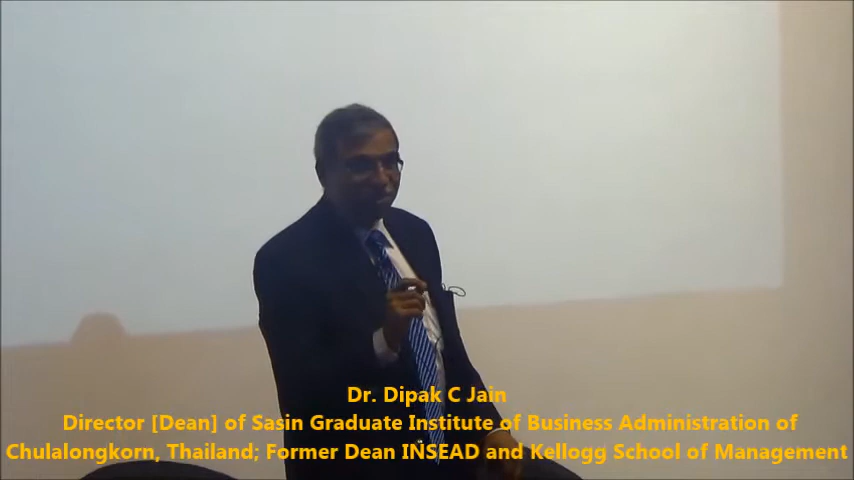 Dr. Dipak C Jain
Director [Dean] of Sasin Graduate Institute of Business Administration of
Chulalongkorn, Thailand; Former Dean INSEAD and Kellogg School of Management